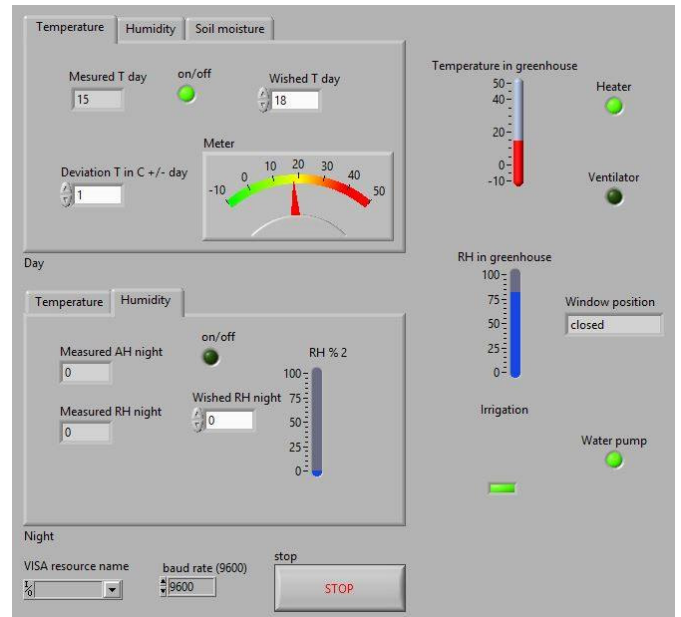 Temperature Humidity Soil moisture
Mesured T day on/off Wished T day
15 18
Meter
Deviation T in C +/- day
1
-10 0 10 20 30 40 50
Day
Temperature Humidity
Measured AH night on/off RH % 2
0
Measured RH night Wished RH night
0 0
100
75
50
25
0
Night
VISA resource name baud rate (9600) stop
9600 STOP
Temperature in greenhouse
50
40
20
0
-10
Heater
Ventilator
RH in greenhouse
100
75
50
25
0
Window position
closed
Irrigation
Water pump